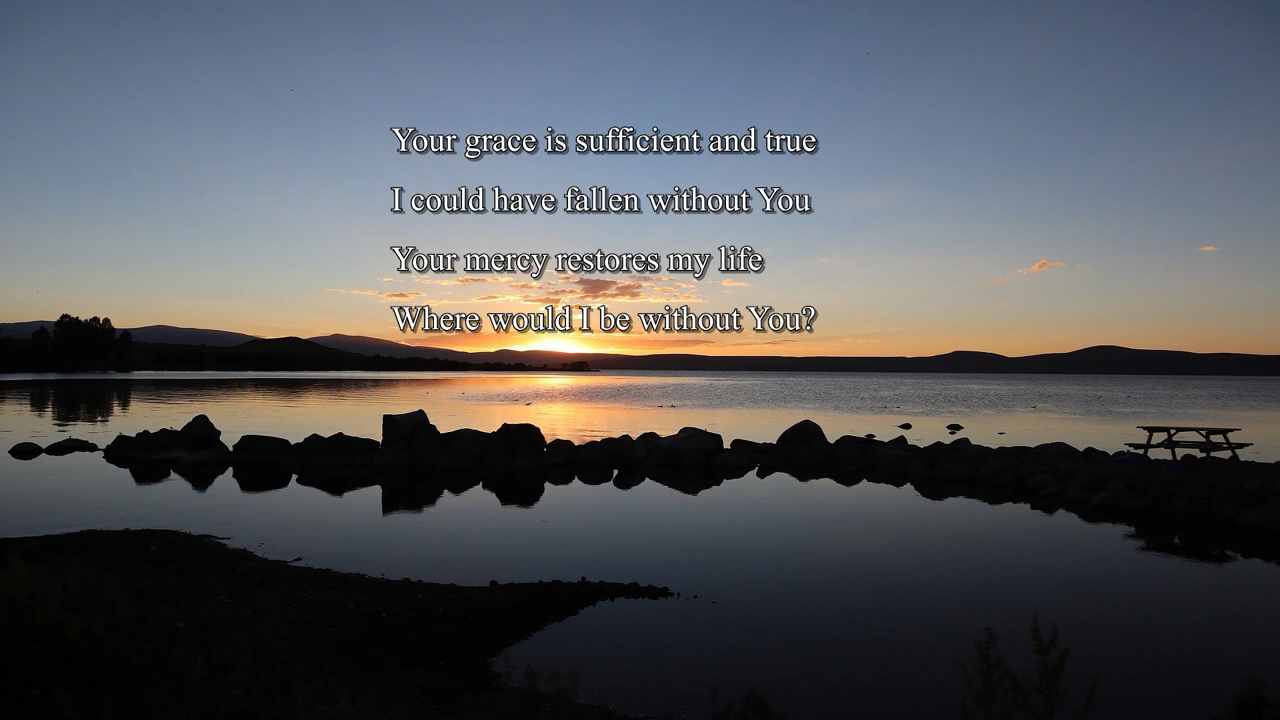 Your grace is sufficient and true
I could have fallen without You
Your mercy restores my life
Where would I be without You?